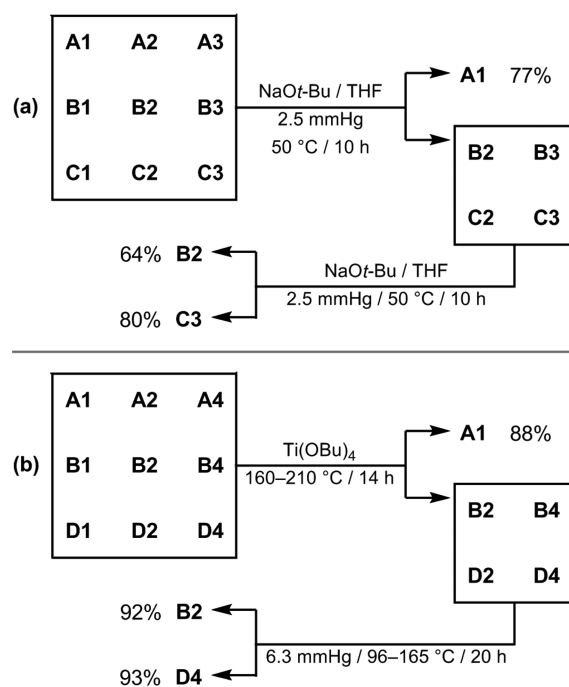 A1 A2 A3
(a) B1 B2 B3
C1 C2 C3
NaOt-Bu / THF
2.5 mmHg
50 °C / 10 h
A1 77%
B2 B3
C2 C3
64% B2
80% C3
NaOt-Bu / THF
2.5 mmHg / 50 °C / 10 h
A1 A2 A4
(b) B1 B2 B4
D1 D2 D4
Ti(OBu)4
160–210 °C / 14 h
A1 88%
B2 B4
D2 D4
92% B2
93% D4
6.3 mmHg / 96–165 °C / 20 h